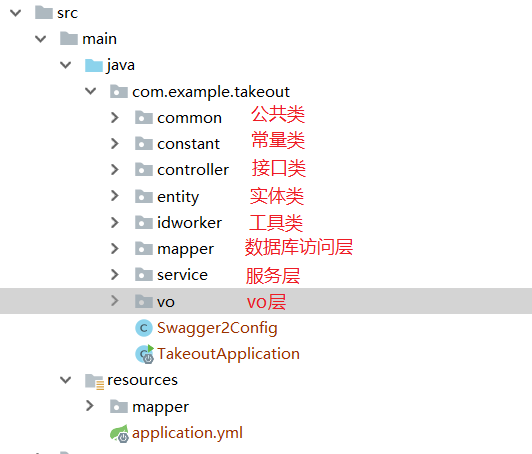 src
main
java
com.example.takeout
common 公共类
constant 常量类
controller 接口类
entity 实体类
idworker 工具类
mapper 数据库访问层
service 服务层
vo vo层
Swagger2Config
TakeoutApplication
resources
mapper
application.yml